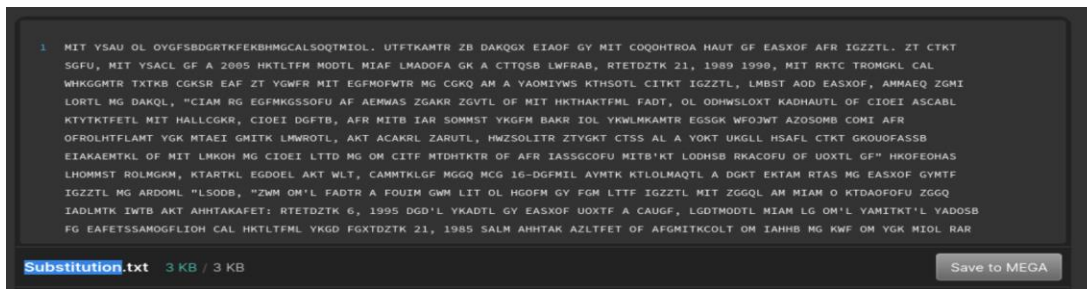 1 MIT YSAU OL OYGFSBDGRTKFEKBHMGCALSOQTMIOL. UTFTKAMTR ZB DAKQGX EIAOF GY MIT COQOHTROA HAUT GF EASXOF AFR IGZZTL. ZT CTKT
SGFU, MIT YSACL GF A 2005 HKTLTFM MODTL MIAF LMADOFA GK A CTTQSB LWFRAB, RTETDZTK 21, 1989 1990, MIT RKTC TROMGKL CAL
WHKGGMTR TXTKB CGKSR EAF ZT YGWFR MIT EGFMOFWTR MG CGKQ AM A YAOMIYWS KTHSOTL CITKT IGZZTL, LMBST AOD EASXOF, AMMAEQ ZGMI
LORTL MG DAKQL, "CIAM RG EGFMKGSSOFU AF AEMWAS ZGAKR ZGVTL OF MIT HKTHAKTFML FADT, OL ODHWSLOXT KADHAUTL OF CIOEI ASCABL
KTYTKTFETL MIT HALLCGKR, CIOEI DGFTB, AFR MITB IAR SOMMST YKGFM BAKR IOL YKWLMKAMTR EGSGK WFOJWT AZOSOMB COMI AFR
OFROLHTFLAMT YGK MTAEI GMITK LMWROTL, AKT ACAKRL ZARUTL, HWZSOLITR ZTYGKT CTSS AL A YOKT UKGLL HSAFL CTKT GKOUOFASSB
EIAKAEMTKL OF MIT LMKOH MG CIOEI LTTD MG OM CITF MTDHTKTR OF AFR IASSGCOFU MITB'KT LODHSB RKACOFU OF UOXTL GF" HKOFEOHAS
LHOMMST ROLMGKM, KTARTKL EGDOEL AKT WLT, CAMMTKLGF MGGQ MCG 16-DGFMIL AYMTK KTLOLMAQTL A DGKT EKTAM RTAS MG EASXOF GYMTF
IGZZTL MG ARDOML "LSODB, "ZWM OM'L FADTR A FOUIM GWM LIT OL HGOFM GY FGM LTTF IGZZTL MIT ZGGQL AM MIAM O KTDAOFOFU ZGGQ
IADLMTK IWTB AKT AHHTAKAFET: RTETDZTK 6, 1995 DGD'L YKADTL GY EASXOF UOXTF A CAUGF, LGDTMODTL MIAM LG OM'L YAMITKT'L YADOSB
FG EAFETSSAMOGFLIOH CAL HKTLTFML YKGD FGXTDZTK 21, 1985 SALM AHHTAK AZLTFET OF AFGMITKCOLT OM IAHHB MG KWF OM YGK MIOL RAR
Substitution.txt 3 KB / 3 KB Save to MEGA